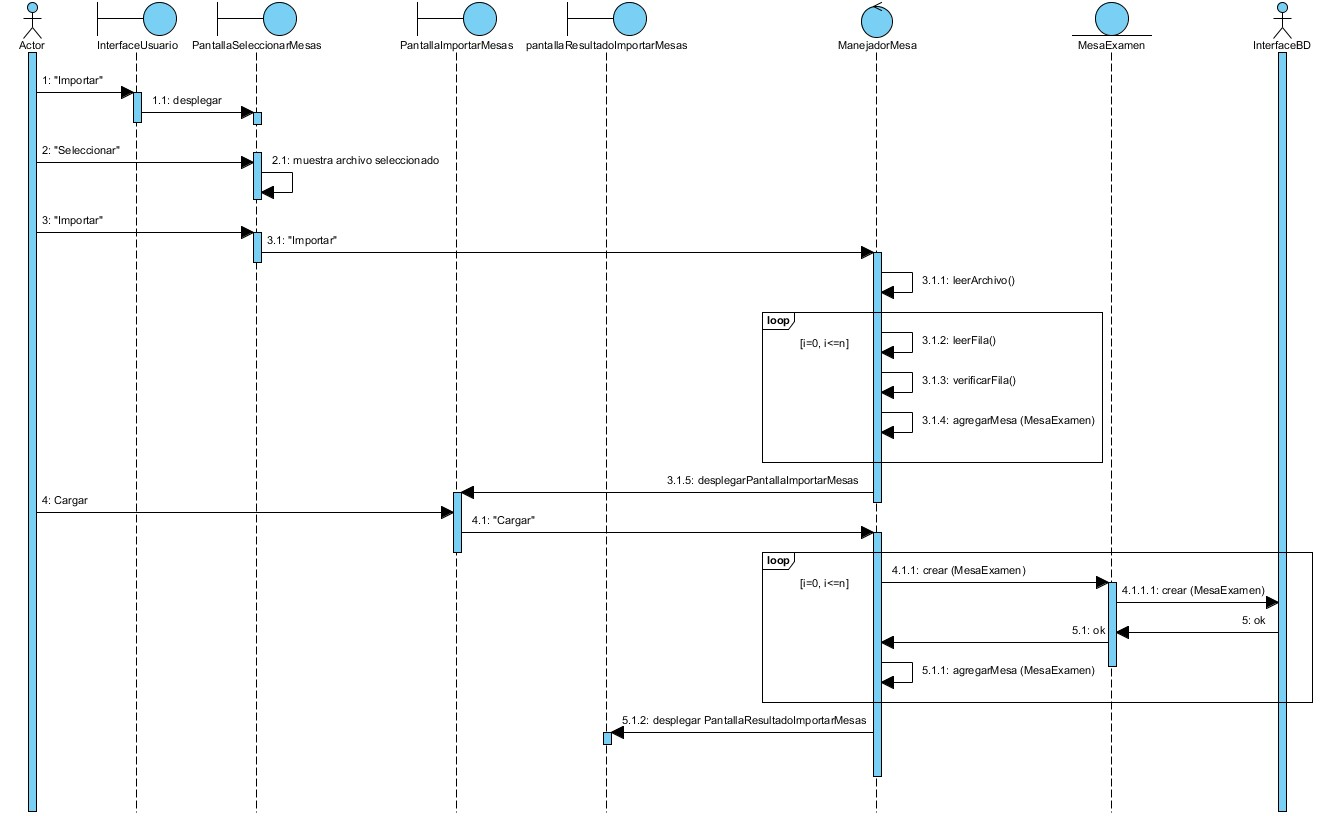 Actor
InterfaceUsuario
PantallaSeleccionarMesas
PantallaImportarMesas
pantallaResultadoImportarMesas
ManejadorMesa
MesaExamen
InterfaceBD
1: "Importar"
1.1: desplegar
2: "Seleccionar"
2.1: muestra archivo seleccionado
3: "Importar"
3.1: "Importar"
3.1.1: leerArchivo()
loop
[i=0, i<=n]
3.1.2: leerFila()
3.1.3: verificarFila()
3.1.4: agregarMesa (MesaExamen)
3.1.5: desplegarPantallaImportarMesas
4: Cargar
4.1: "Cargar"
loop
[i=0, i<=n]
4.1.1: crear (MesaExamen)
4.1.1.1: crear (MesaExamen)
5: ok
5.1: ok
5.1.1: agregarMesa (MesaExamen)
5.1.2: desplegar PantallaResultadoImportarMesas